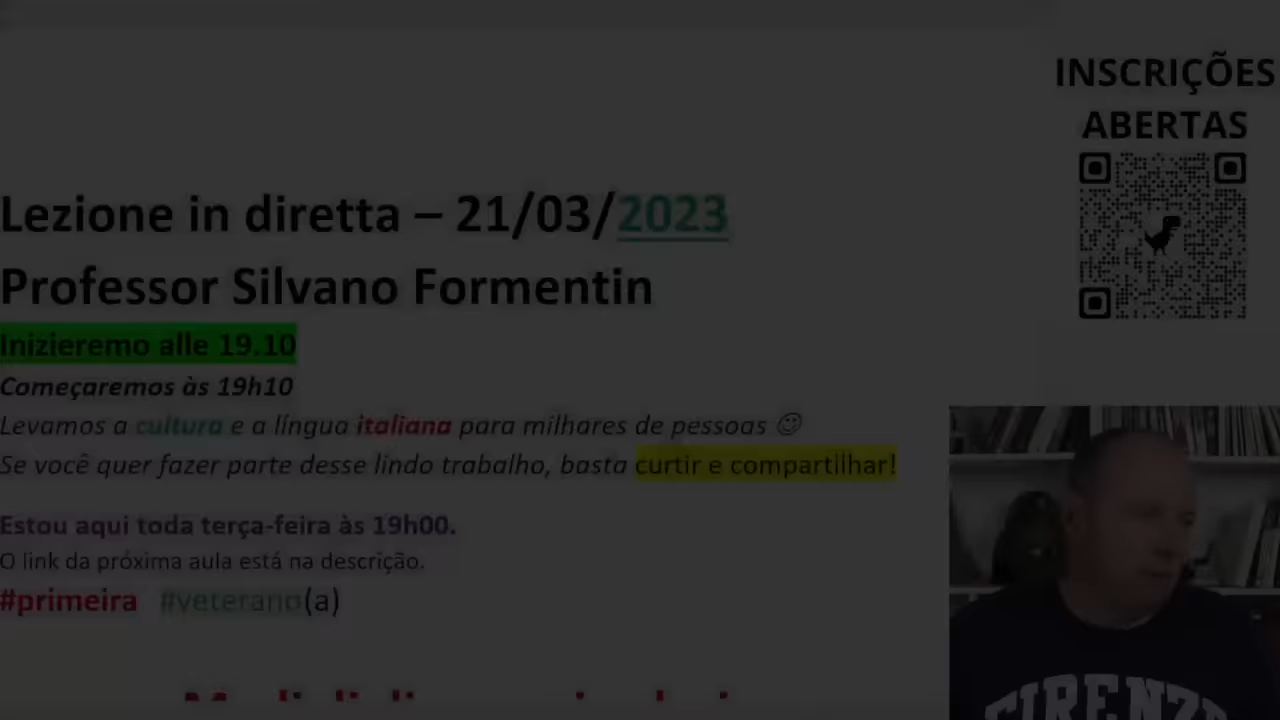 INSCRIÇÕES
ABERTAS
Lezione in diretta – 21/03/2023
Professor Silvano Formentin
Inizieremo alle 19.10
Começaremos às 19h10
Levamos a cultura e a língua italiana para milhares de pessoas ☺
Se você quer fazer parte desse lindo trabalho, basta curtir e compartilhar!
Estou aqui toda terça-feira às 19h00.
O link da próxima aula está na descrição.
#primeira #veterano(a)
FIRENZE